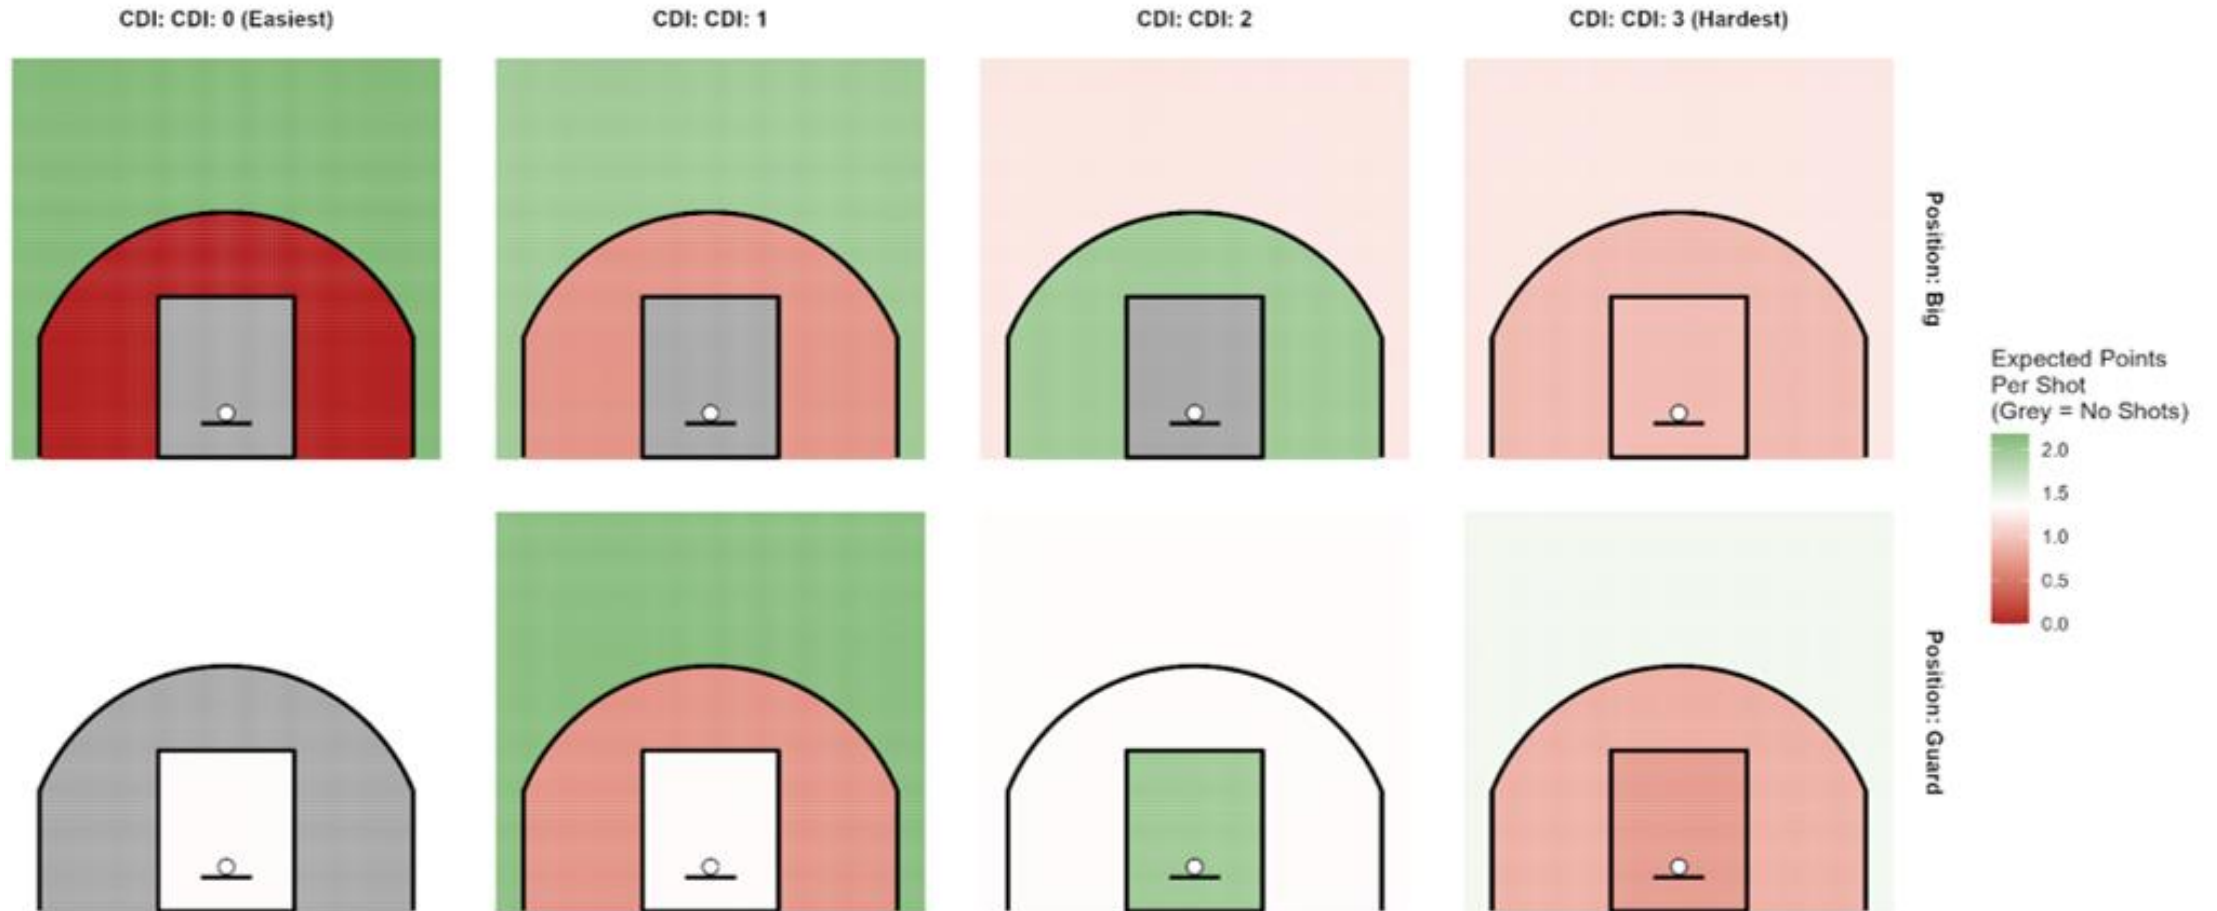 CDI: CDI: 0 (Easiest)
CDI: CDI: 1
CDI: CDI: 2
CDI: CDI: 3 (Hardest)
Position: Big
Position: Guard
Expected Points
Per Shot
(Grey = No Shots)
2.0
1.5
1.0
0.5
0.0